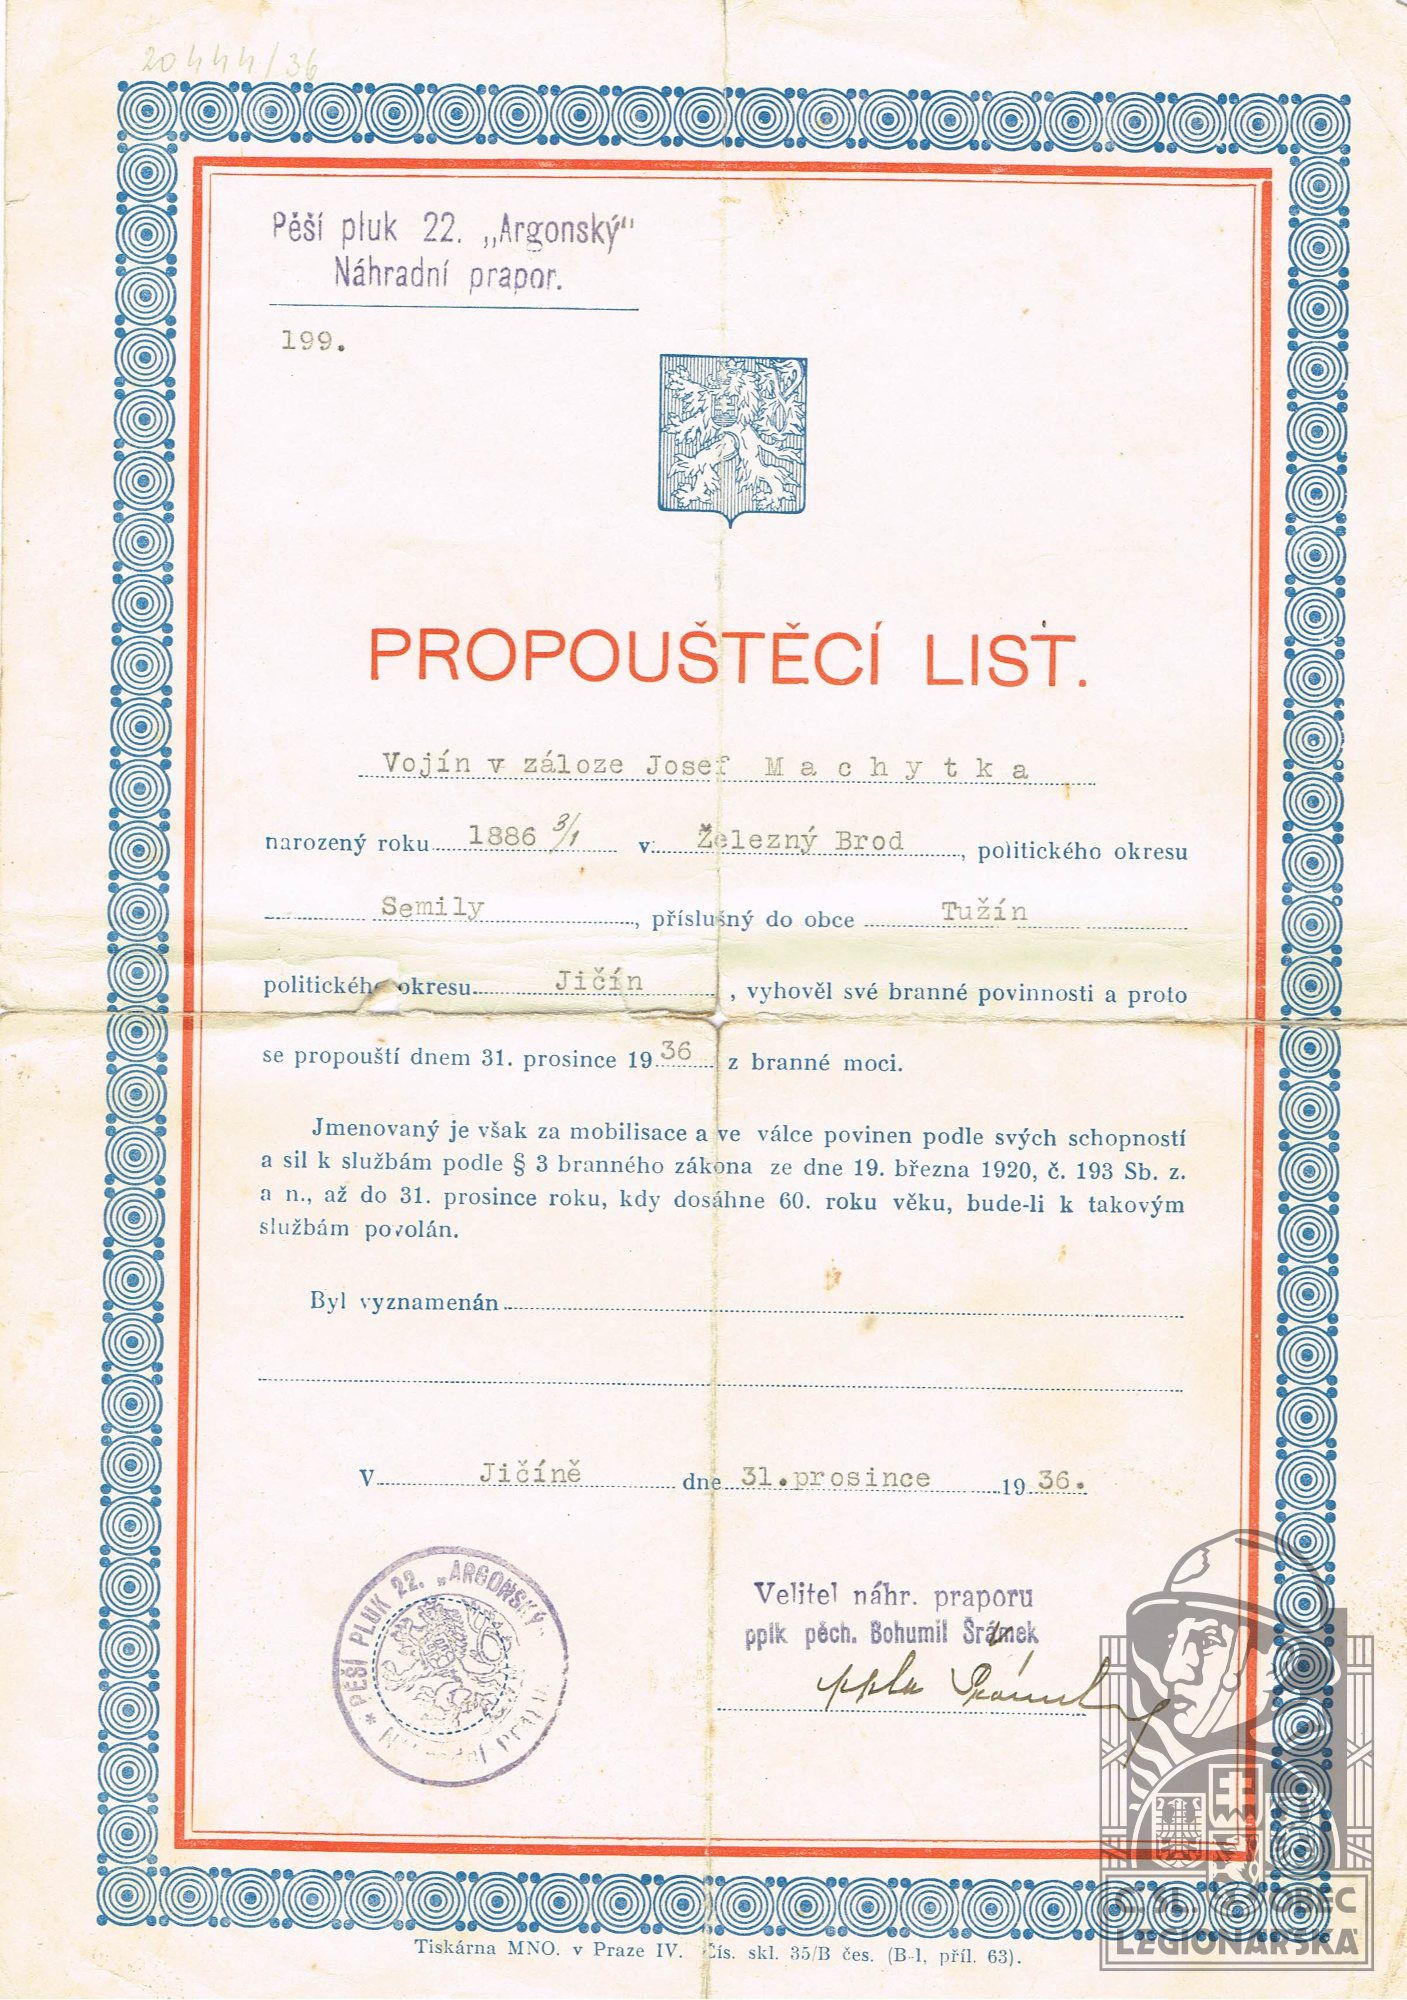 20444/36
Pěší pluk 22. „Argonský"
Náhradní prapor.
199.
PROPOUŠTĚCÍ LIST.
Vojín v záloze Josef Machytka
narozený roku 1886 3/1 v Železný Brod, politického okresu
Semily, příslušný do obce Tužín
politického okresu Jičín, vyhověl své branné povinnosti a proto
se propouští dnem 31. prosince 1936 z branné moci.
Jmenovaný je však za mobilisace a ve válce povinen podle svých schopností
a sil k službám podle § 3 branného zákona ze dne 19. března 1920, č. 193 Sb. z.
a n., až do 31. prosince roku, kdy dosáhne 60. roku věku, bude-li k takovým
službám povolán.
Byl vyznamenán
V Jičíně dne 31.prosince 1936.
* PĚŠÍ PLUK 22. „ARGONSKÝ"
Velitel náhr. praporu
pplk pěch. Bohumil Šrámek
pplk Šrámek
Č. SL. OBEC
LEGIONÁŘSKÁ
Tiskárna MNO. v Praze IV. Čís. skl. 35/B čes. (B-1, příl. 63).